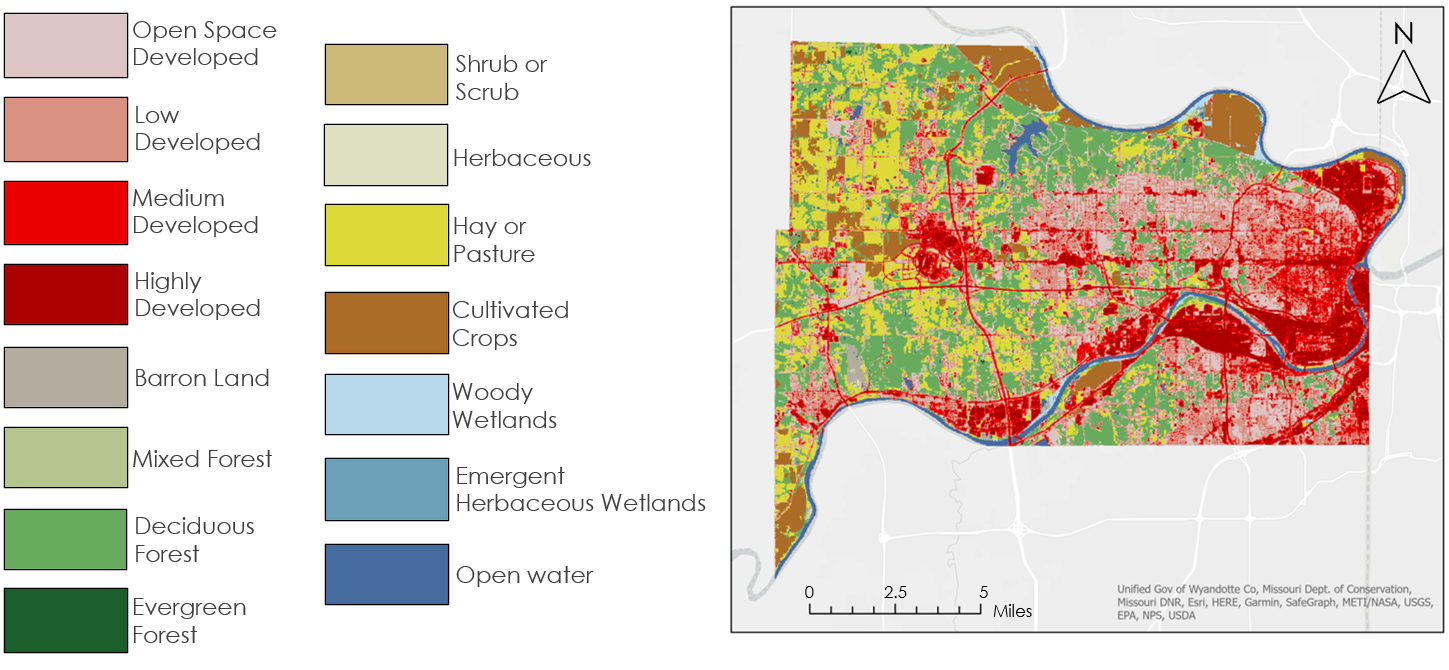 Open Space
Developed
Low
Developed
Medium
Developed
Highly
Developed
Barron Land
Mixed Forest
Deciduous
Forest
Evergreen
Forest
Shrub or
Scrub
Herbaceous
Hay or
Pasture
Cultivated
Crops
Woody
Wetlands
Emergent
Herbaceous Wetlands
Open water
N
0 2.5 5
Miles
Unified Gov of Wyandotte Co, Missouri Dept. of Conservation,
Missouri DNR, Esri, HERE, Garmin, SafeGraph, METI/NASA, USGS,
EPA, NPS, USDA